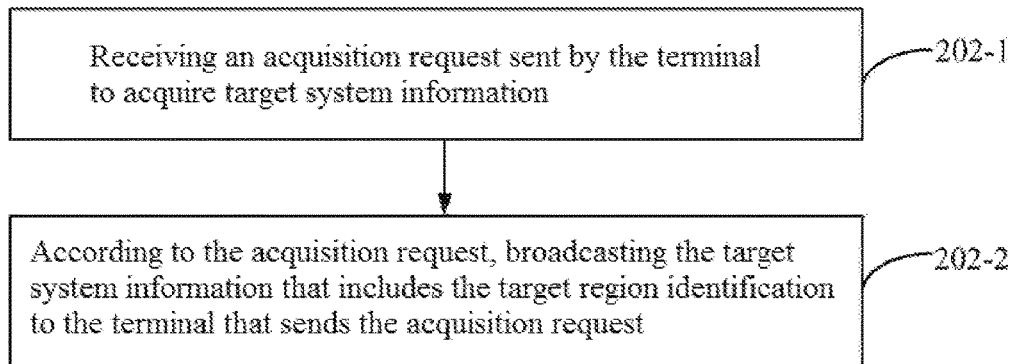 Receiving an acquisition request sent by the terminal
to acquire target system information
202-1
According to the acquisition request, broadcasting the target
system information that includes the target region identification
to the terminal that sends the acquisition request
202-2